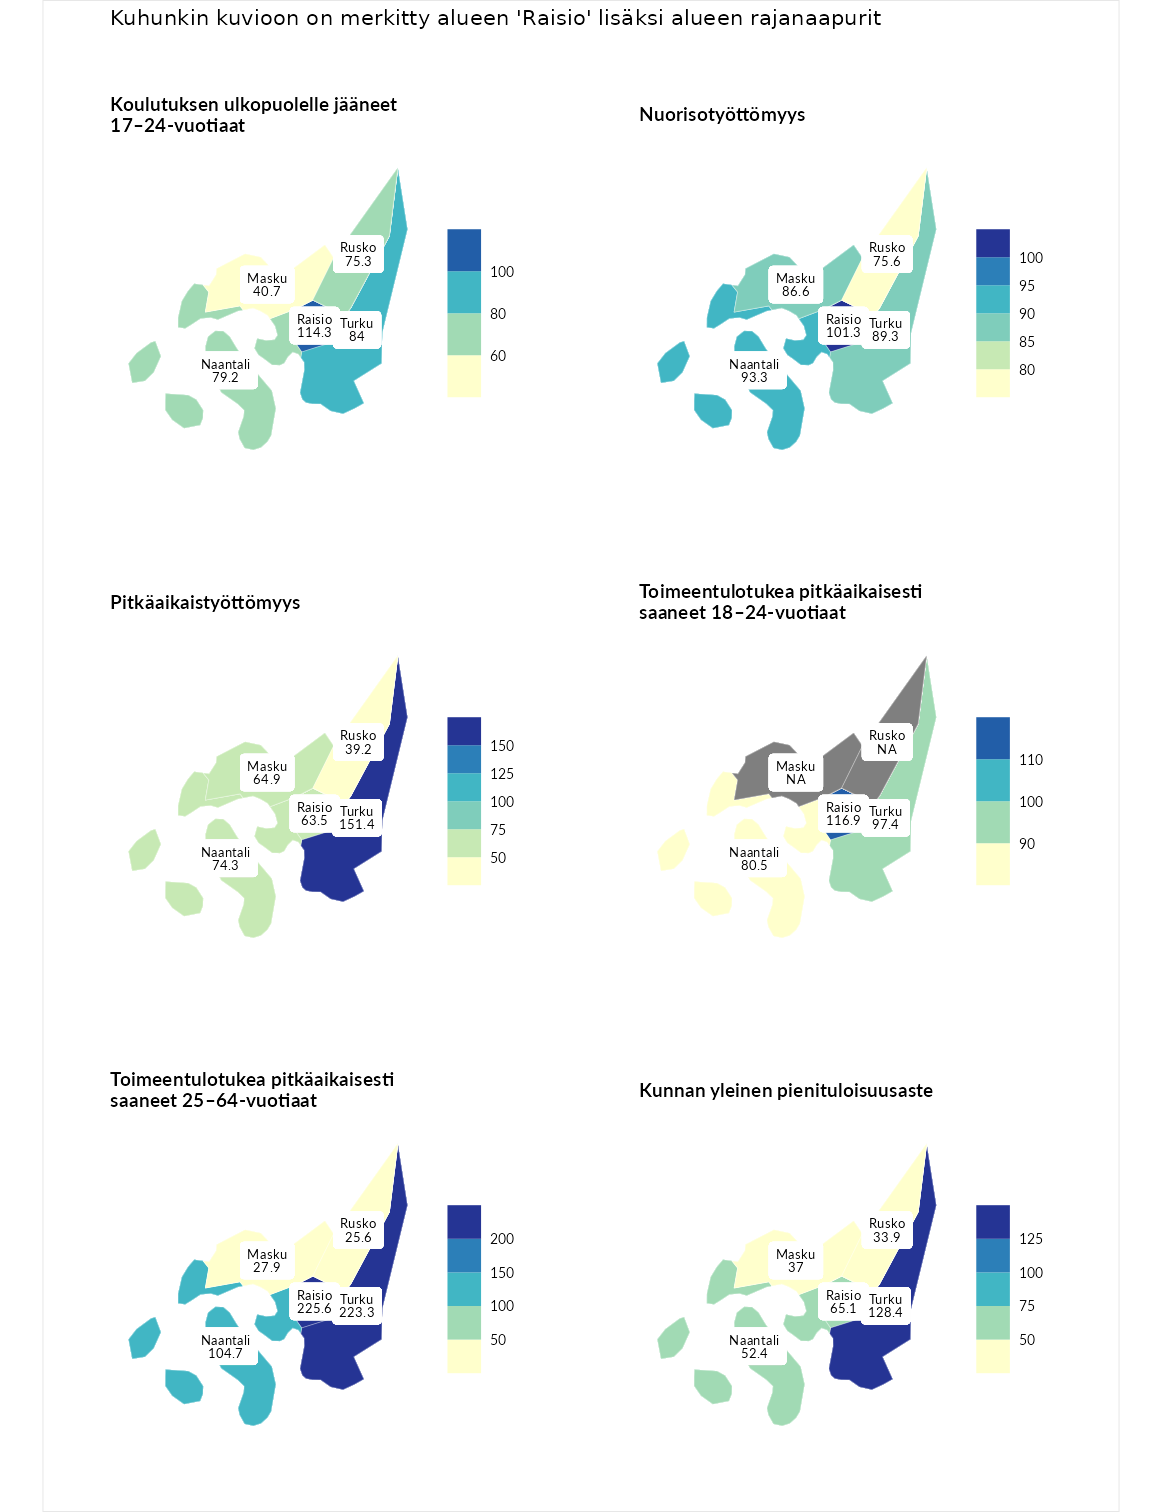 Kuhunkin kuvioon on merkitty alueen 'Raisio' lisäksi alueen rajanaapurit
Koulutuksen ulkopuolelle jääneet
17–24-vuotiaat
Rusko
75.3
Masku
40.7
Raisio
114.3
Turku
84
Naantali
79.2
100
80
60
Nuorisotyöttömyys
Rusko
75.6
Masku
86.6
Raisio
101.3
Turku
89.3
Naantali
93.3
100
95
90
85
80
Pitkäaikaistyöttömyys
Rusko
39.2
Masku
64.9
Raisio
63.5
Turku
151.4
Naantali
74.3
150
125
100
75
50
Toimeentulotukea pitkäaikaisesti
saaneet 18–24-vuotiaat
Rusko
NA
Masku
NA
Raisio
116.9
Turku
97.4
Naantali
80.5
110
100
90
Toimeentulotukea pitkäaikaisesti
saaneet 25–64-vuotiaat
Rusko
25.6
Masku
27.9
Raisio
225.6
Turku
223.3
Naantali
104.7
200
150
100
50
Kunnan yleinen pienituloisuusaste
Rusko
33.9
Masku
37
Raisio
65.1
Turku
128.4
Naantali
52.4
125
100
75
50